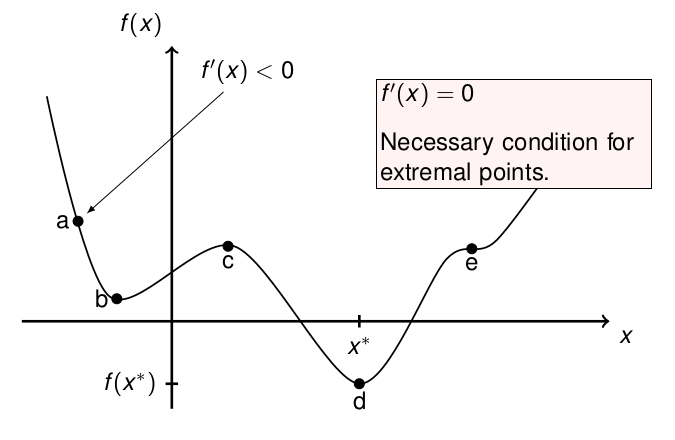 f(x)
f′(x) < 0
f′(x) = 0
Necessary condition for
extremal points.
a
b
c
e
x
x*
f(x*)
d